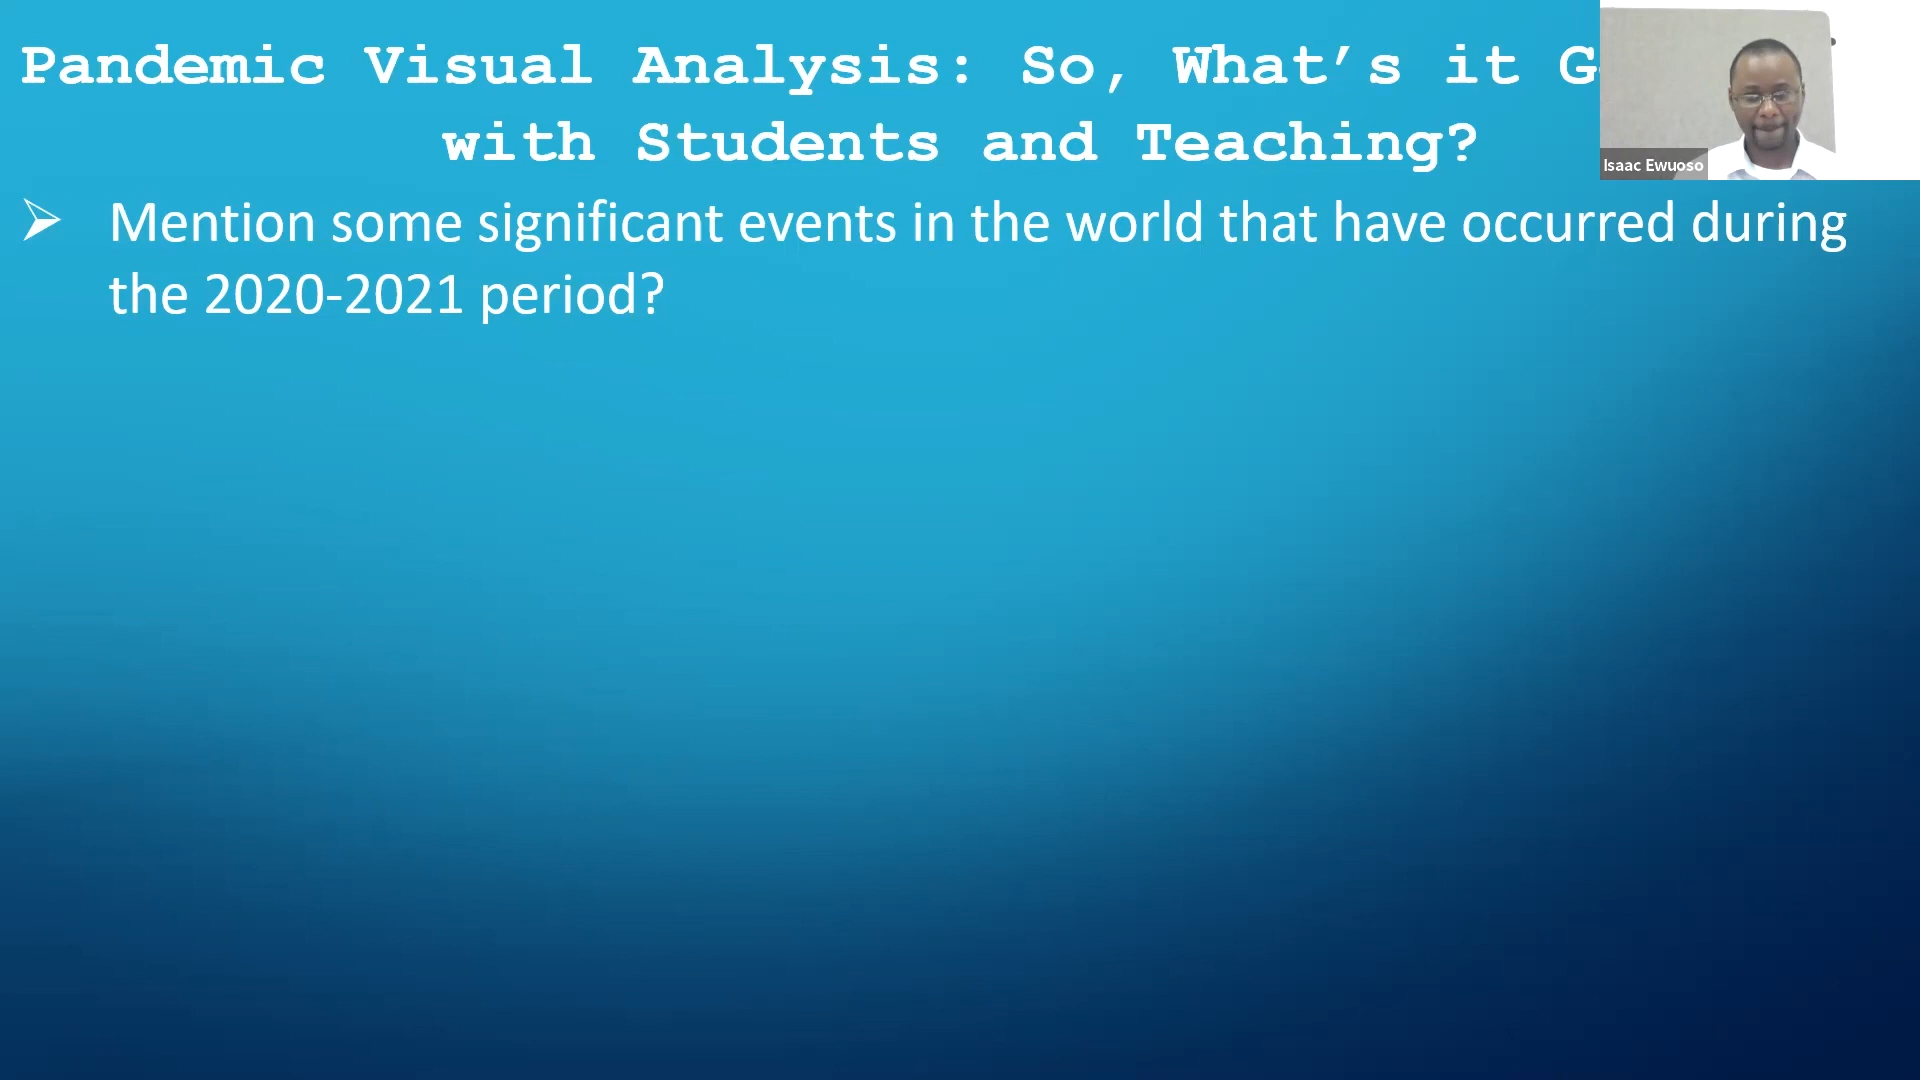 Pandemic Visual Analysis: So, What’s it
with Students and Teaching?
Isaac Ewuoso
Mention some significant events in the world that have occurred during
the 2020-2021 period?